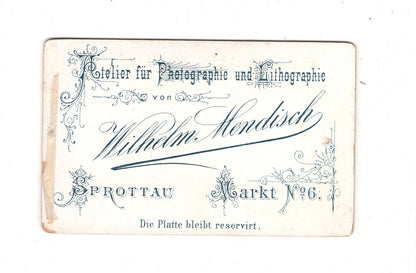 Atelier für Photographie und Lithographie
von
Wilhelm Mendisch
SPROTTAU Markt No 6.
Die Platte bleibt reservirt.